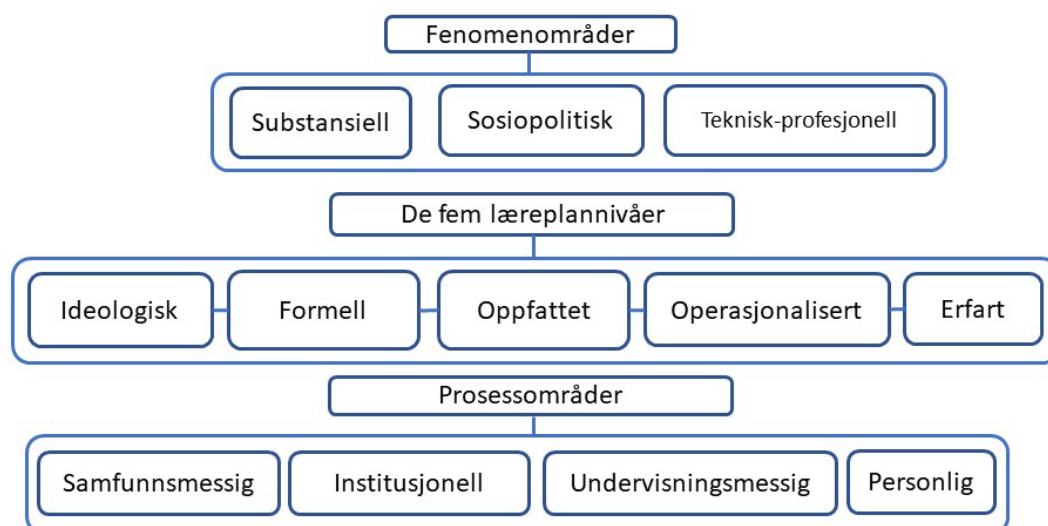 Fenomenområder
Substansiell
Sosiopolitisk
Teknisk-profesjonell
De fem læreplannivåer
Ideologisk
Formell
Oppfattet
Operasjonalisert
Erfart
Prosessområder
Samfunnsmessig
Institusjonell
Undervisningsmessig
Personlig